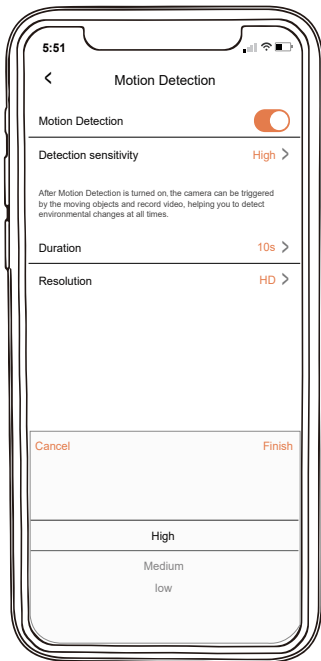 5:51
Motion Detection
Motion Detection
Detection sensitivity High
After Motion Detection is turned on, the camera can be triggered
by the moving objects and record video, helping you to detect
environmental changes at all times.
Duration 10s
Resolution HD
Cancel Finish
High
Medium
low